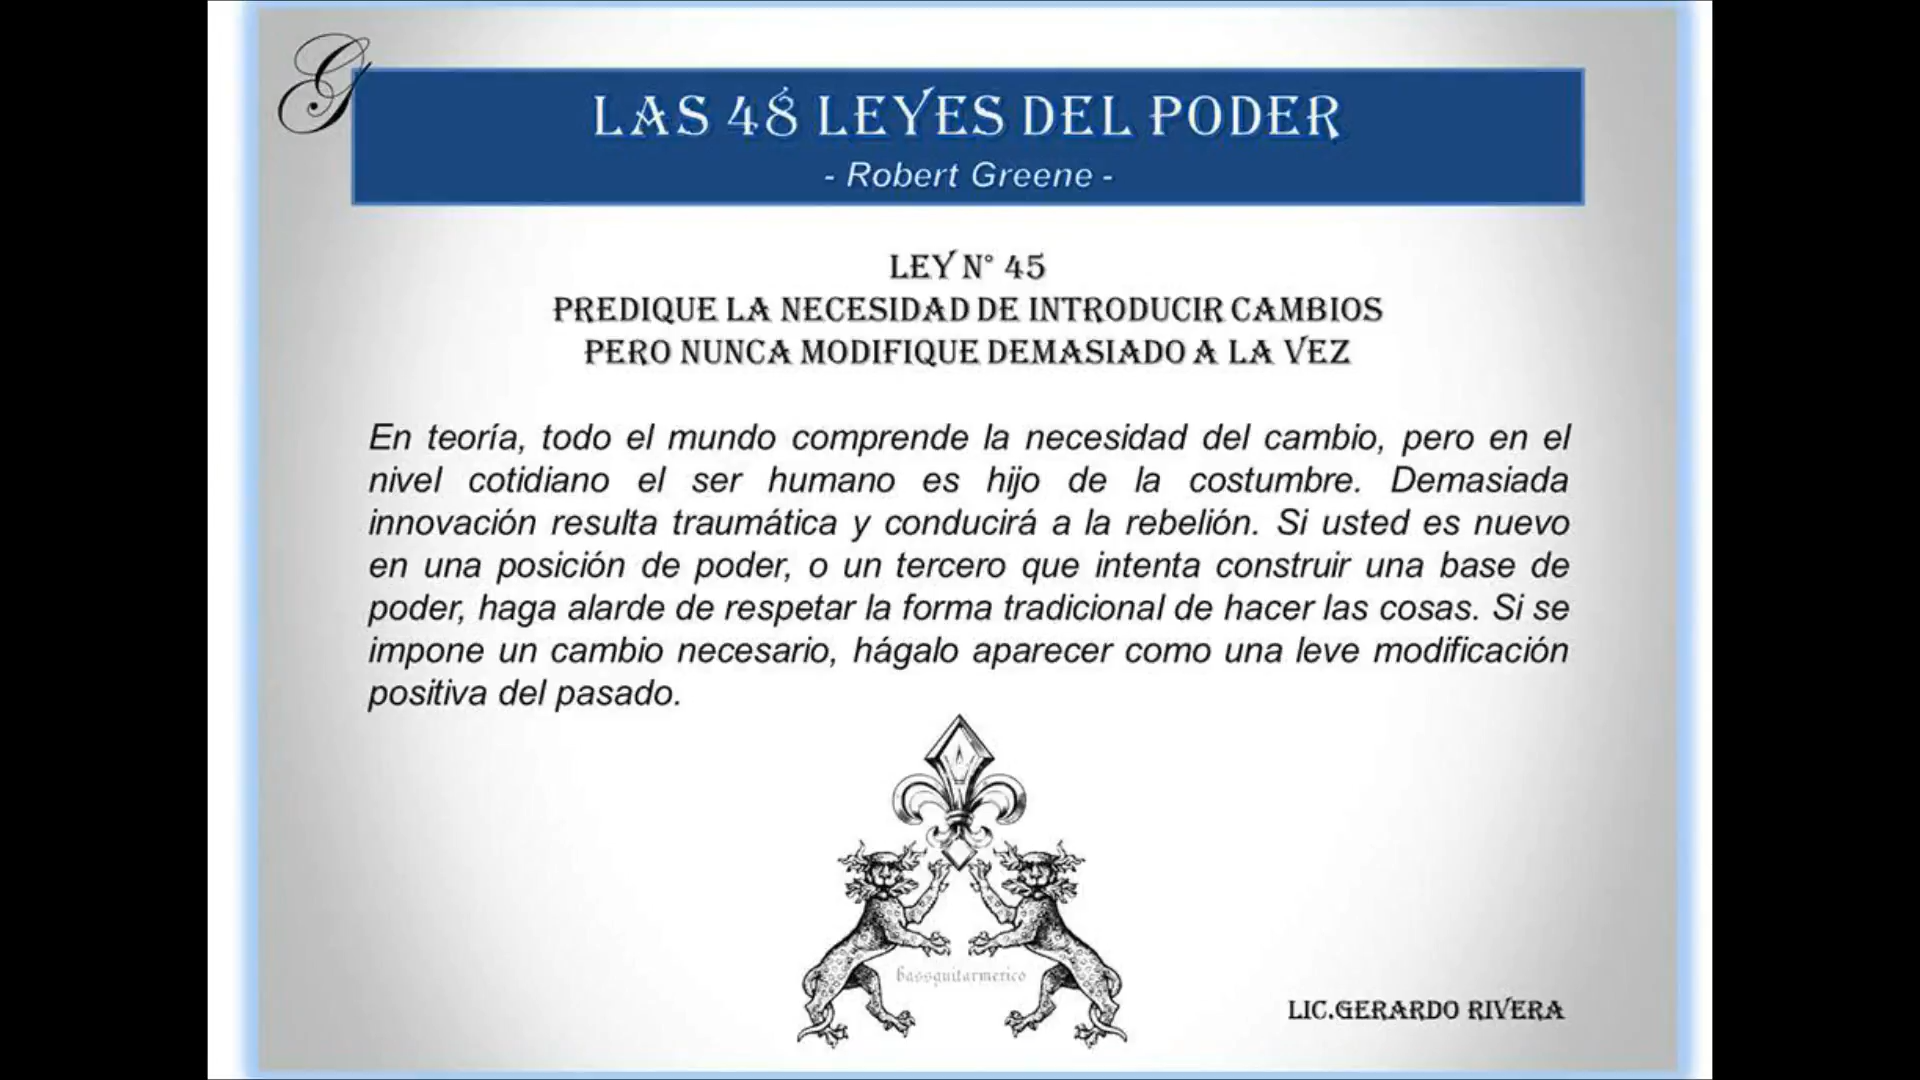 G
LAS 48 LEYES DEL PODER
- Robert Greene -
LEY N° 45
PREDIQUE LA NECESIDAD DE INTRODUCIR CAMBIOS
PERO NUNCA MODIFIQUE DEMASIADO A LA VEZ
En teoría, todo el mundo comprende la necesidad del cambio, pero en el
nivel cotidiano el ser humano es hijo de la costumbre. Demasiada
innovación resulta traumática y conducirá a la rebelión. Si usted es nuevo
en una posición de poder, o un tercero que intenta construir una base de
poder, haga alarde de respetar la forma tradicional de hacer las cosas. Si se
impone un cambio necesario, hágalo aparecer como una leve modificación
positiva del pasado.
bassguitarmerico
LIC.GERARDO RIVERA